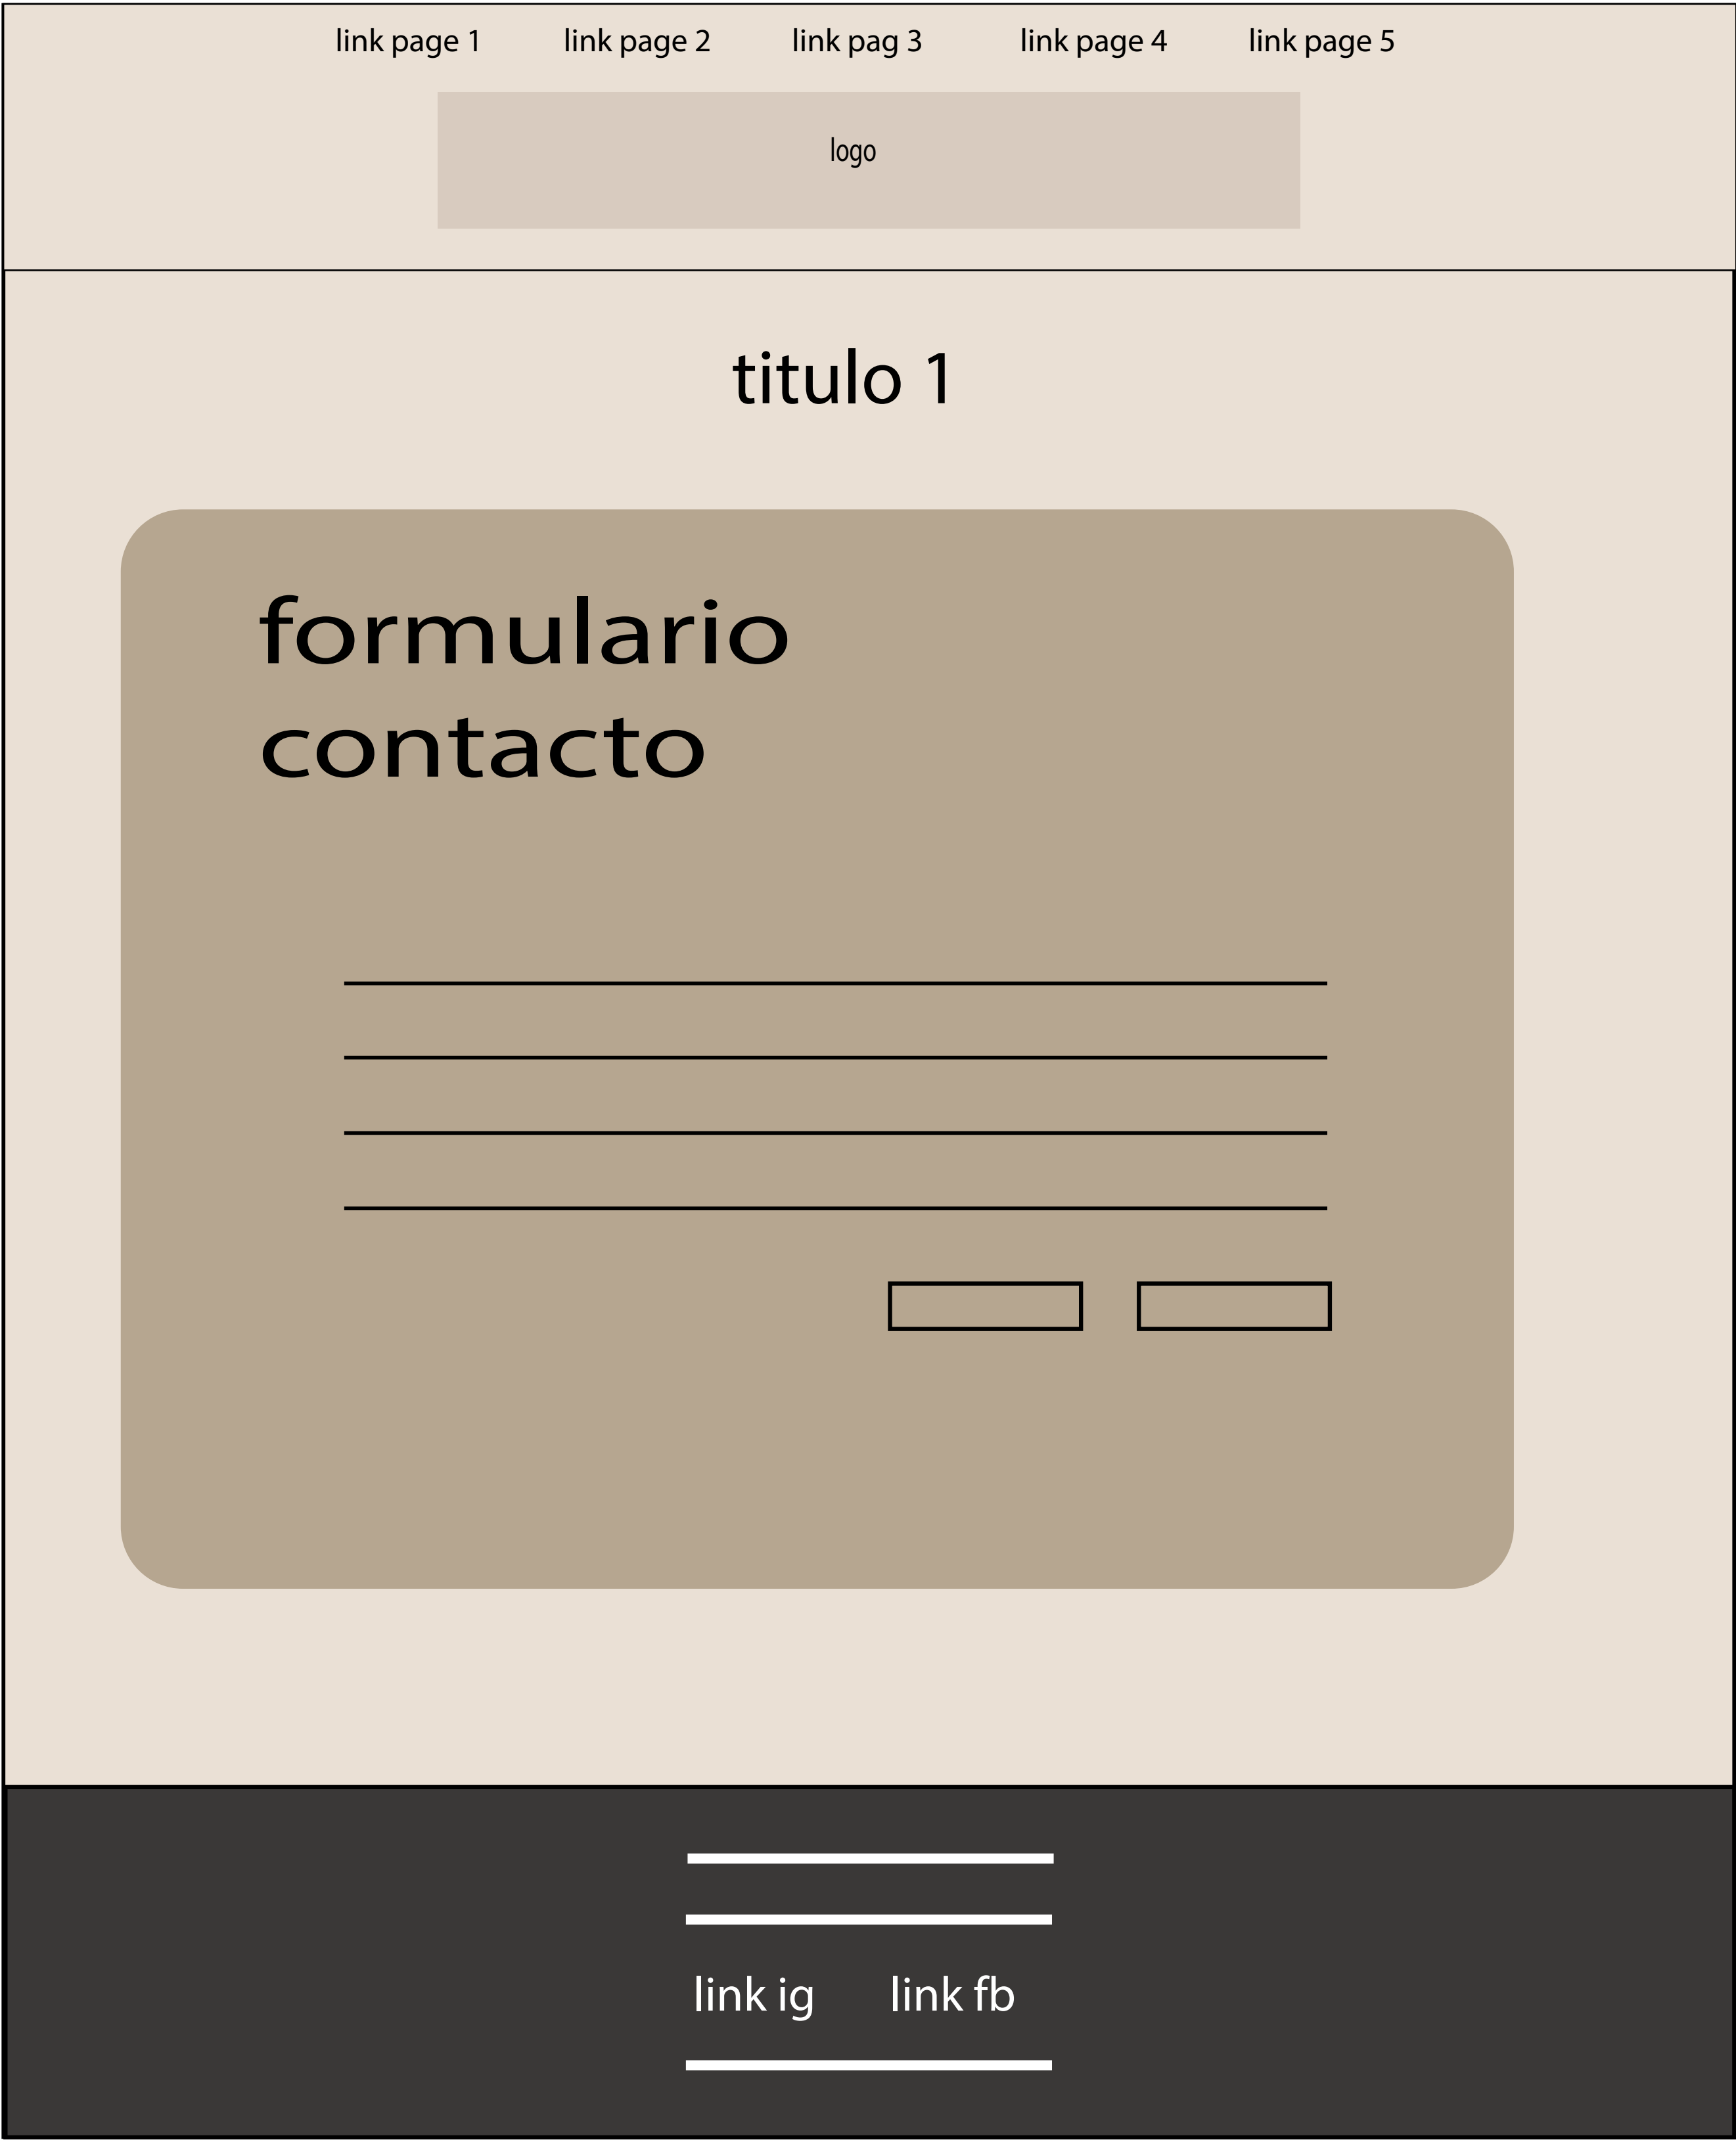 link page 1 link page 2 link pag 3 link page 4 link page 5
logo
titulo 1
formulario
contacto
link ig link fb